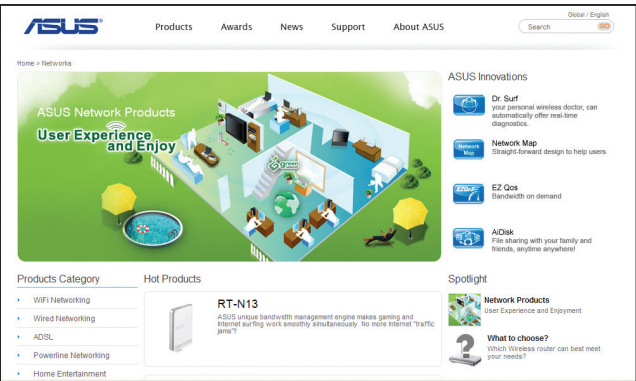 Global / English
ASUS
Products Awards News Support About ASUS
Search GO
Home > Networks
ASUS Network Products
User Experience
and Enjoy
green
ASUS Innovations
Dr. Surf
your personal wireless doctor, can
automatically offer real-time
diagnostics.
Network
Map
Network Map
Straight-forward design to help users
EZQoS
EZ Qos
Bandwidth on demand
AiDisk
File sharing with your family and
friends, anytime anywhere!
Products Category
WiFi Networking
Wired Networking
ADSL
Powerline Networking
Home Entertainment
Hot Products
RT-N13
ASUS unique bandwidth management engine makes gaming and
Internet surfing work smoothly simultaneously. No more Internet "traffic
jams"!
Spotlight
Network Products
User Experience and Enjoyment
What to choose?
Which Wireless router can best meet
your needs?